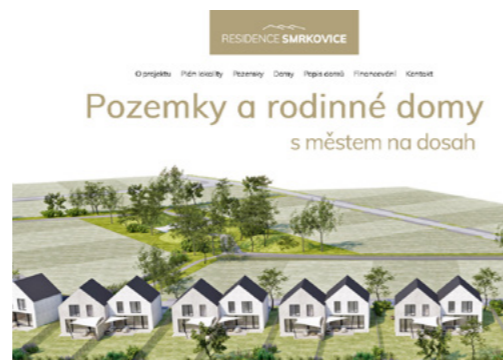 RESIDENCE SMRKOVICE
O projektu Plán lokality Pozemky Domy Popis domů Financování Kontakt
Pozemky a rodinné domy
s městem na dosah